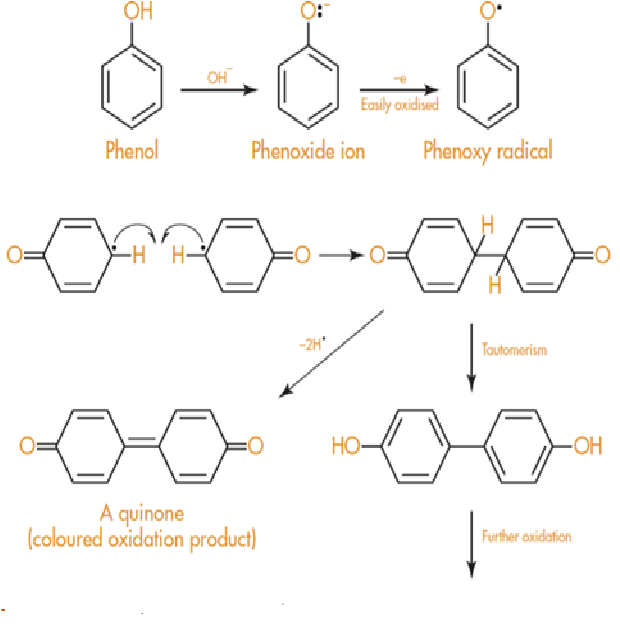 OH
O:⁻
O•
OH⁻
–e
Easily oxidised
Phenol
Phenoxide ion
Phenoxy radical
O
H
H
O
O
H
H
O
–2H•
Tautomerism
O
O
HO
OH
A quinone
(coloured oxidation product)
Further oxidation